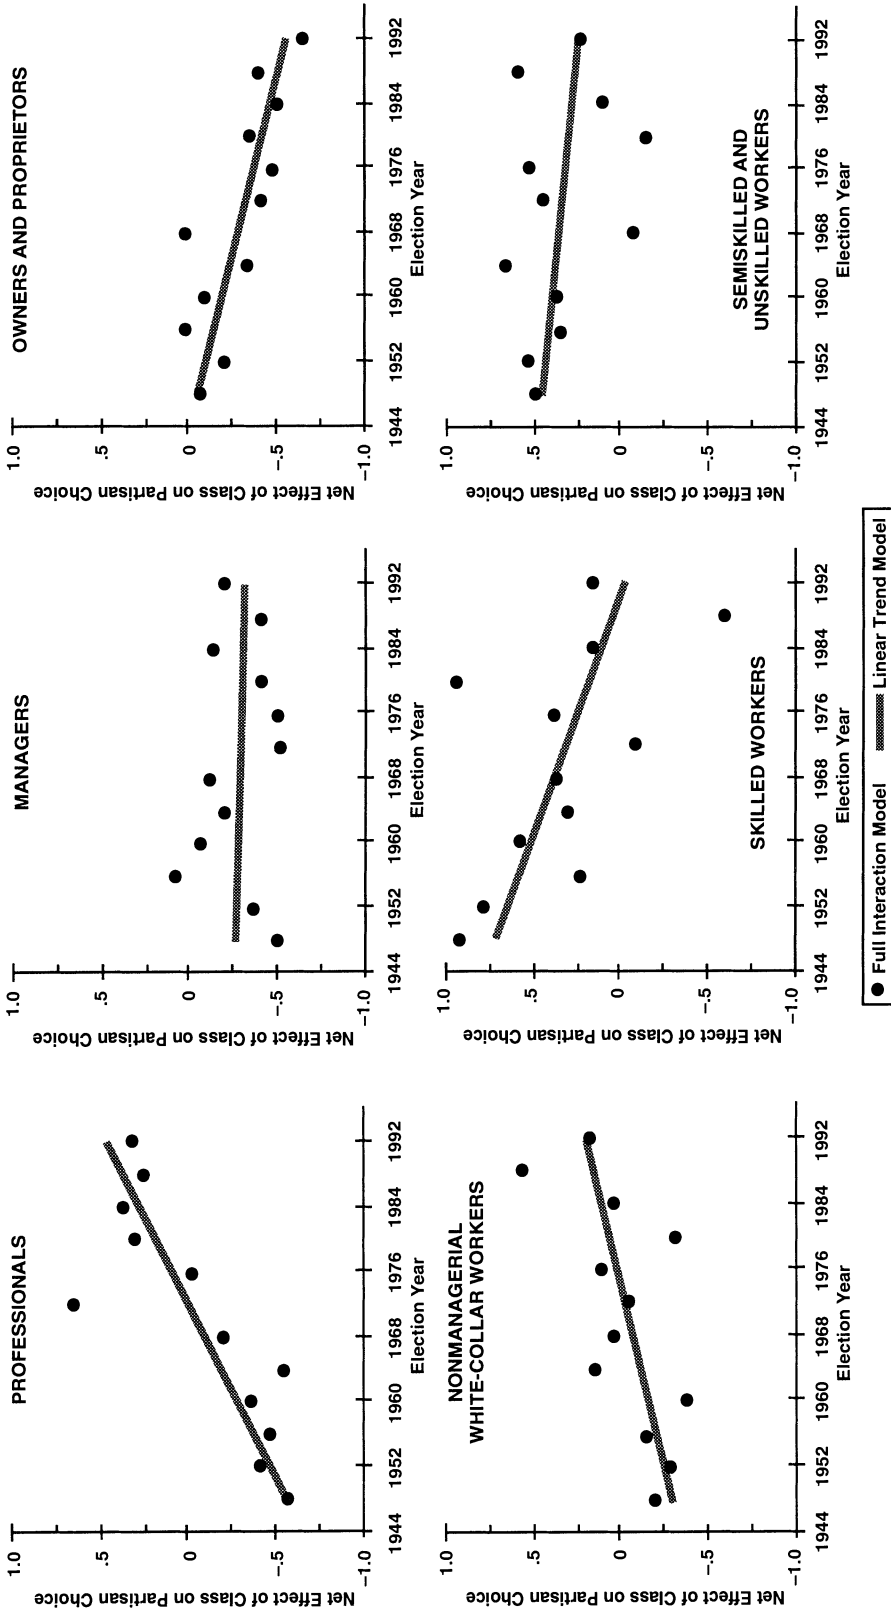 PROFESSIONALS
Net Effect of Class on Partisan Choice
1.0
.5
0
−.5
−1.0
1944 1952 1960 1968 1976 1984 1992
Election Year
MANAGERS
Net Effect of Class on Partisan Choice
1.0
.5
0
−.5
−1.0
1944 1952 1960 1968 1976 1984 1992
Election Year
OWNERS AND PROPRIETORS
Net Effect of Class on Partisan Choice
1.0
.5
0
−.5
−1.0
1944 1952 1960 1968 1976 1984 1992
Election Year
NONMANAGERIAL
WHITE-COLLAR WORKERS
Net Effect of Class on Partisan Choice
1.0
.5
0
−.5
−1.0
1944 1952 1960 1968 1976 1984 1992
Election Year
SKILLED WORKERS
Net Effect of Class on Partisan Choice
1.0
.5
0
−.5
−1.0
1944 1952 1960 1968 1976 1984 1992
Election Year
SEMISKILLED AND
UNSKILLED WORKERS
Net Effect of Class on Partisan Choice
1.0
.5
0
−.5
−1.0
1944 1952 1960 1968 1976 1984 1992
Election Year
Full Interaction Model Linear Trend Model